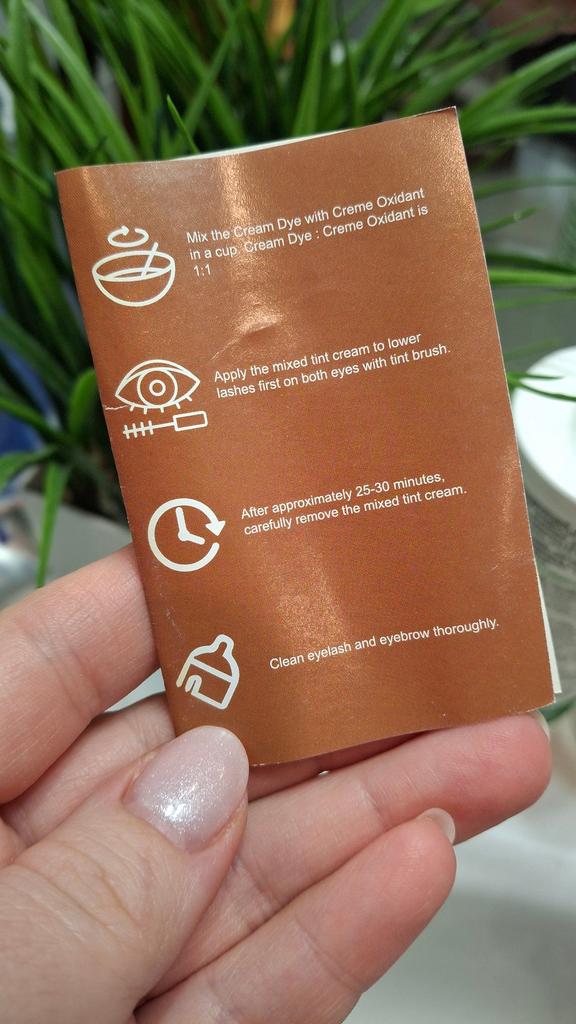 Mix the Cream Dye with Creme Oxidant
in a cup. Cream Dye : Creme Oxidant is
1:1
Apply the mixed tint cream to lower
lashes first on both eyes with tint brush.
After approximately 25-30 minutes,
carefully remove the mixed tint cream.
Clean eyelash and eyebrow thoroughly.